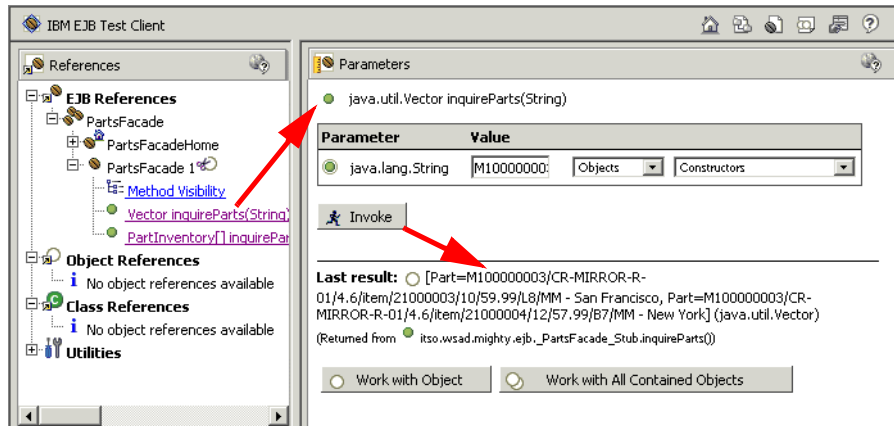 IBM EJB Test Client
References
EJB References
PartsFacade
PartsFacadeHome
PartsFacade 1
Method Visibility
Vector inquireParts(String)
PartInventory[] inquirePar
Object References
No object references available
Class References
No object references available
Utilities
Parameters
java.util.Vector inquireParts(String)
Parameter Value
java.lang.String M100000003 Objects Constructors
Invoke
Last result: [Part=M100000003/CR-MIRROR-R-
01/4.6/item/21000003/10/59.99/L8/MM - San Francisco, Part=M100000003/CR-
MIRROR-R-01/4.6/item/21000004/12/57.99/B7/MM - New York] (java.util.Vector)
(Returned from itso.wsad.mighty.ejb._PartsFacade_Stub.inquireParts())
Work with Object Work with All Contained Objects